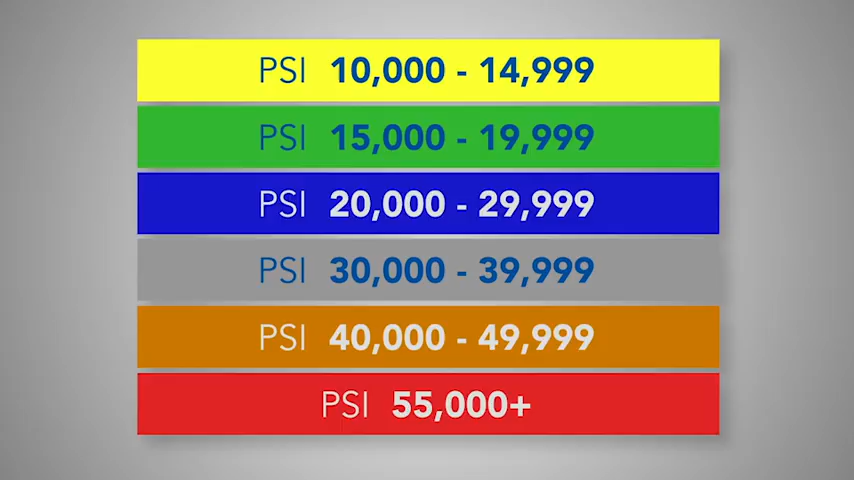 PSI 10,000 - 14,999
PSI 15,000 - 19,999
PSI 20,000 - 29,999
PSI 30,000 - 39,999
PSI 40,000 - 49,999
PSI 55,000+